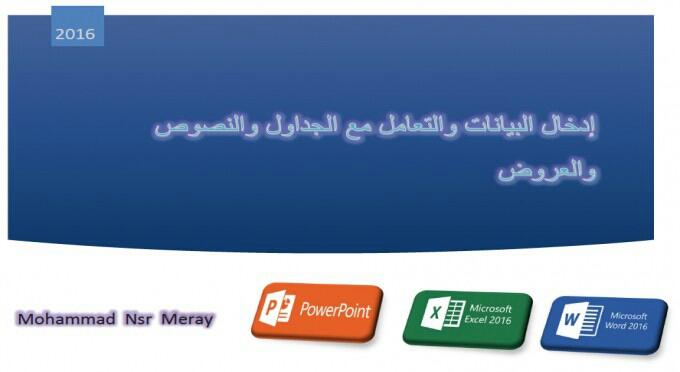 2016
إدخال البيانات والتعامل مع الجداول والنصوص
والعروض
Mohammad Nsr Meray
PowerPoint
Microsoft
Excel 2016
Microsoft
Word 2016